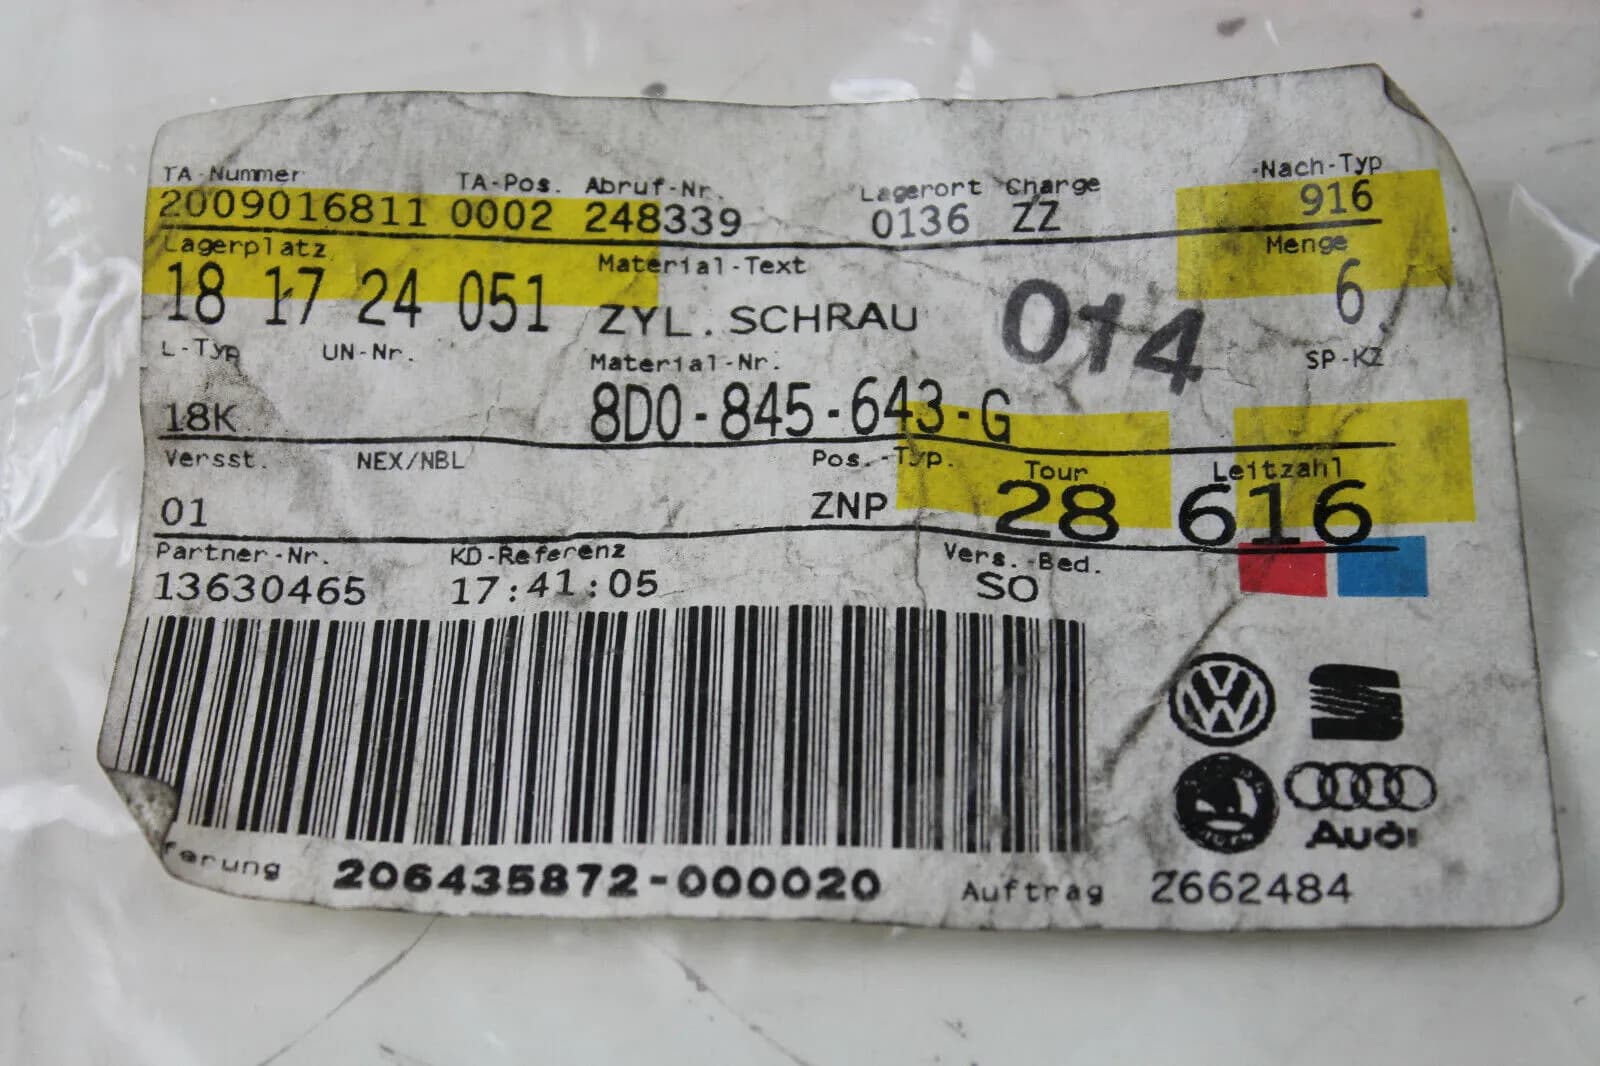 TA-Nummer TA-Pos. Abruf-Nr. Lagerort Charge -Nach-Typ
2009016811 0002 248339 0136 ZZ 916
Lagerplatz Material-Text Menge
18 17 24 051 ZYL. SCHRAU 014 6
L-Typ UN-Nr. Material-Nr. SP-KZ
18K 8D0-845-643-G
Versst. NEX/NBL Pos.-Typ. Tour Leitzahl
01 ZNP 28 616
Partner-Nr. KD-Referenz Vers.-Bed.
13630465 17:41:05 SO
Audi
ferung 206435872-000020 Auftrag 2662484